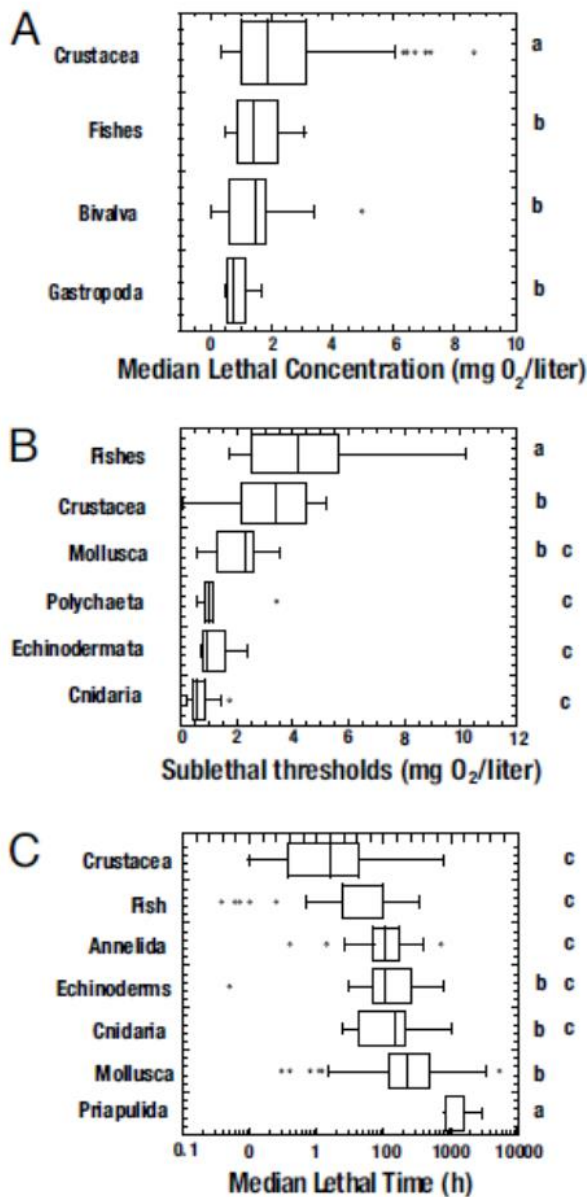 A
Crustacea a
Fishes b
Bivalva b
Gastropoda b
0 2 4 6 8 10
Median Lethal Concentration (mg O₂/liter)
B
Fishes a
Crustacea b
Mollusca b c
Polychaeta c
Echinodermata c
Cnidaria c
0 2 4 6 8 10 12
Sublethal thresholds (mg O₂/liter)
C
Crustacea c
Fish c
Annelida c
Echinoderms b c
Cnidaria b c
Mollusca b
Priapulida a
0.1 0 1 100 1000 10000
Median Lethal Time (h)